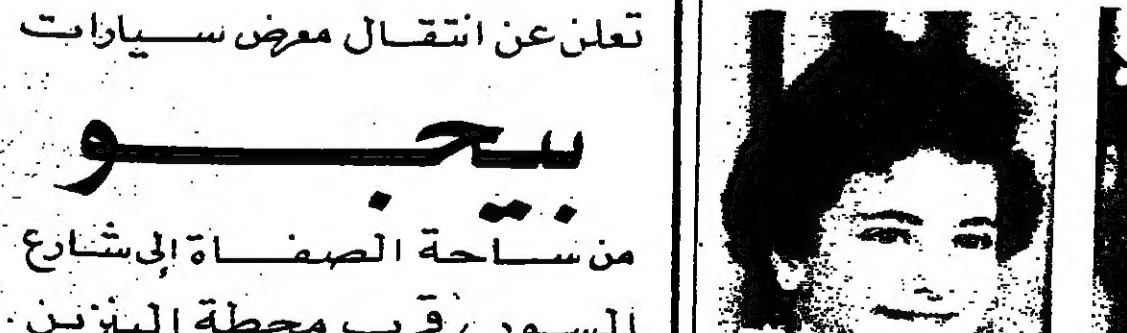 تعلن عن انتقال معرض سيارات
بيجو
من ساحة الصفاة إلى شارع
السور، قرب محطة البنزين.